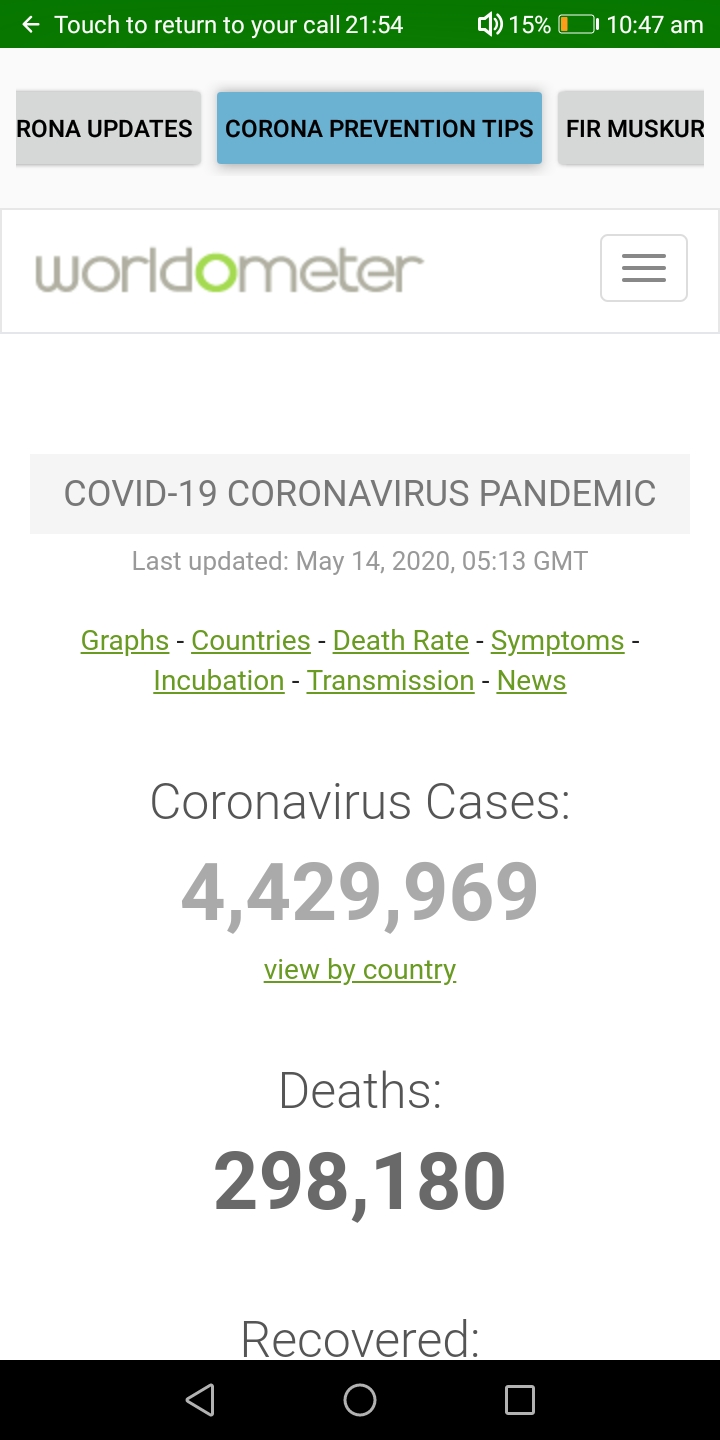 Touch to return to your call 21:54 15% 10:47 am
RONA UPDATES CORONA PREVENTION TIPS FIR MUSKUR
worldometer
COVID-19 CORONAVIRUS PANDEMIC
Last updated: May 14, 2020, 05:13 GMT
Graphs - Countries - Death Rate - Symptoms -
Incubation - Transmission - News
Coronavirus Cases:
4,429,969
view by country
Deaths:
298,180
Recovered: